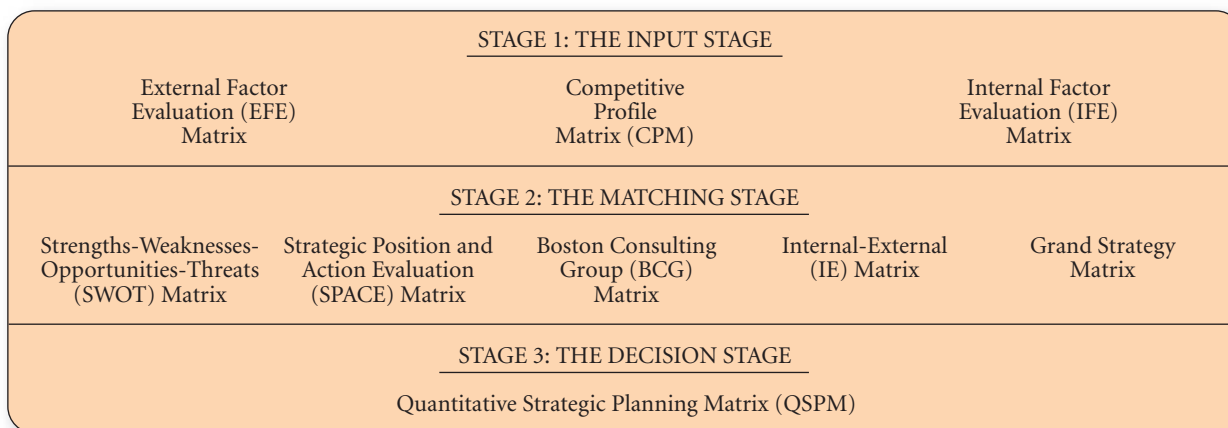 STAGE 1: THE INPUT STAGE
External Factor
Evaluation (EFE)
Matrix
Competitive
Profile
Matrix (CPM)
Internal Factor
Evaluation (IFE)
Matrix
STAGE 2: THE MATCHING STAGE
Strengths-Weaknesses-
Opportunities-Threats
(SWOT) Matrix
Strategic Position and
Action Evaluation
(SPACE) Matrix
Boston Consulting
Group (BCG)
Matrix
Internal-External
(IE) Matrix
Grand Strategy
Matrix
STAGE 3: THE DECISION STAGE
Quantitative Strategic Planning Matrix (QSPM)